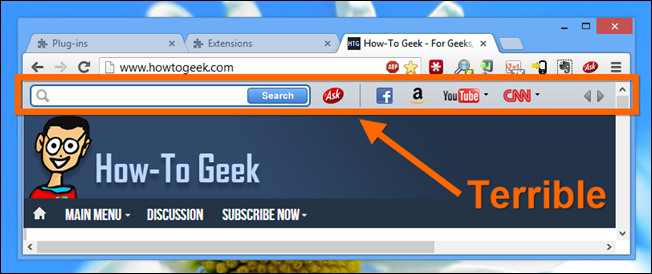 Plug-ins
Extensions
HTG How-To Geek - For Geeks,
www.howtogeek.com
ABP
Search
Ask
f
a
YouTube
CNN
How-To Geek
Terrible
MAIN MENU
DISCUSSION
SUBSCRIBE NOW